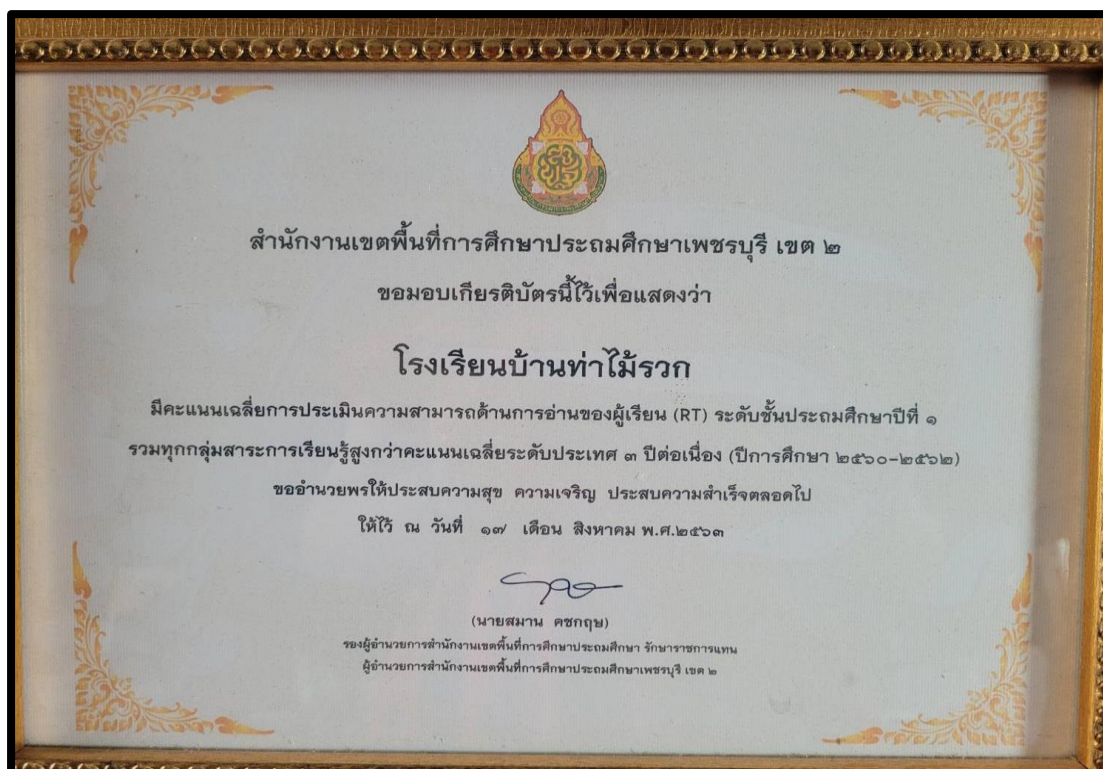 สำนักงานเขตพื้นที่การศึกษาประถมศึกษาเพชรบุรี เขต ๒
ขอมอบเกียรติบัตรนี้ไว้เพื่อแสดงว่า
โรงเรียนบ้านท่าไม้รวก
มีคะแนนเฉลี่ยการประเมินความสามารถด้านการอ่านของผู้เรียน (RT) ระดับชั้นประถมศึกษาปีที่ ๑
รวมทุกกลุ่มสาระการเรียนรู้สูงกว่าคะแนนเฉลี่ยระดับประเทศ ๓ ปีต่อเนื่อง (ปีการศึกษา ๒๕๖๐-๒๕๖๒)
ขออำนวยพรให้ประสบความสุข ความเจริญ ประสบความสำเร็จตลอดไป
ให้ไว้ ณ วันที่ ๑๗ เดือน สิงหาคม พ.ศ.๒๕๖๓
(นายสมาน คชกฤษ)
รองผู้อำนวยการสำนักงานเขตพื้นที่การศึกษาประถมศึกษา รักษาราชการแทน
ผู้อำนวยการสำนักงานเขตพื้นที่การศึกษาประถมศึกษาเพชรบุรี เขต ๒